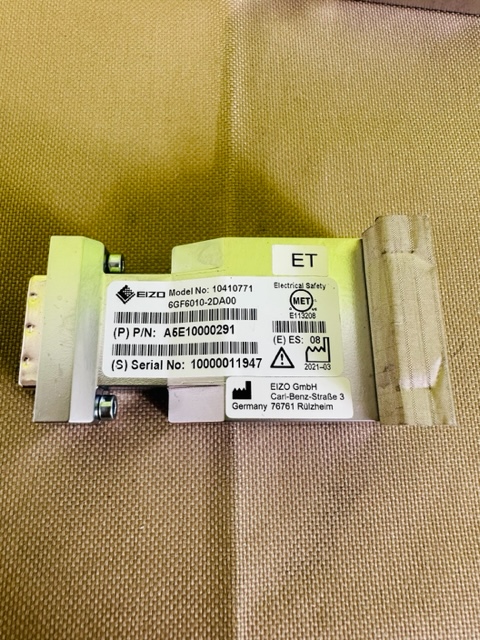 ET
EIZO Model No: 10410771
6GF6010-2DA00
(P) P/N: A5E10000291
(S) Serial No: 10000011947
Electrical Safety
MET
E113208
(E) ES: 08
2021-03
EIZO GmbH
Carl-Benz-Straße 3
Germany 76761 Rülzheim